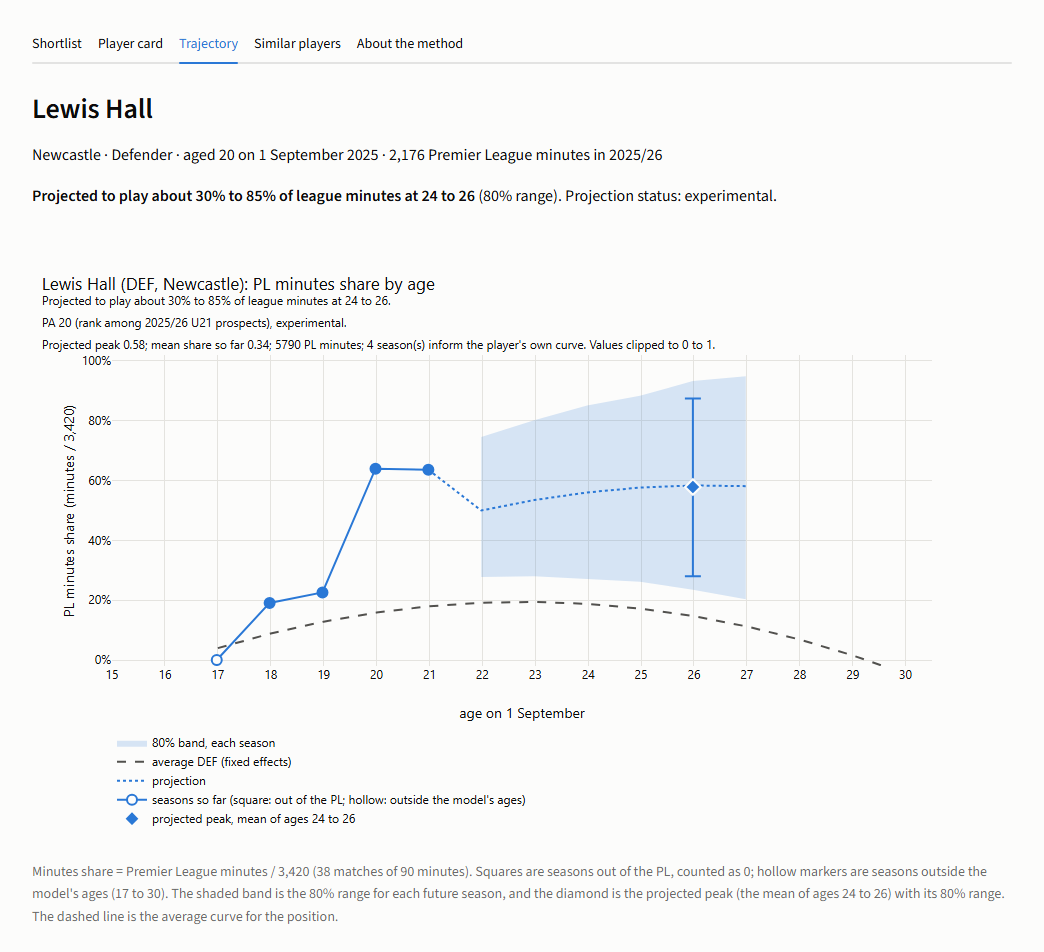 Shortlist Player card Trajectory Similar players About the method
Lewis Hall
Newcastle · Defender · aged 20 on 1 September 2025 · 2,176 Premier League minutes in 2025/26
Projected to play about 30% to 85% of league minutes at 24 to 26 (80% range). Projection status: experimental.
Lewis Hall (DEF, Newcastle): PL minutes share by age
Projected to play about 30% to 85% of league minutes at 24 to 26.
PA 20 (rank among 2025/26 U21 prospects), experimental.
Projected peak 0.58; mean share so far 0.34; 5790 PL minutes; 4 season(s) inform the player's own curve. Values clipped to 0 to 1.
100%
80%
60%
40%
20%
0%
PL minutes share (minutes / 3,420)
15 16 17 18 19 20 21 22 23 24 25 26 27 28 29 30
age on 1 September
80% band, each season
average DEF (fixed effects)
projection
seasons so far (square: out of the PL; hollow: outside the model's ages)
projected peak, mean of ages 24 to 26
Minutes share = Premier League minutes / 3,420 (38 matches of 90 minutes). Squares are seasons out of the PL, counted as 0; hollow markers are seasons outside the
model's ages (17 to 30). The shaded band is the 80% range for each future season, and the diamond is the projected peak (the mean of ages 24 to 26) with its 80% range.
The dashed line is the average curve for the position.